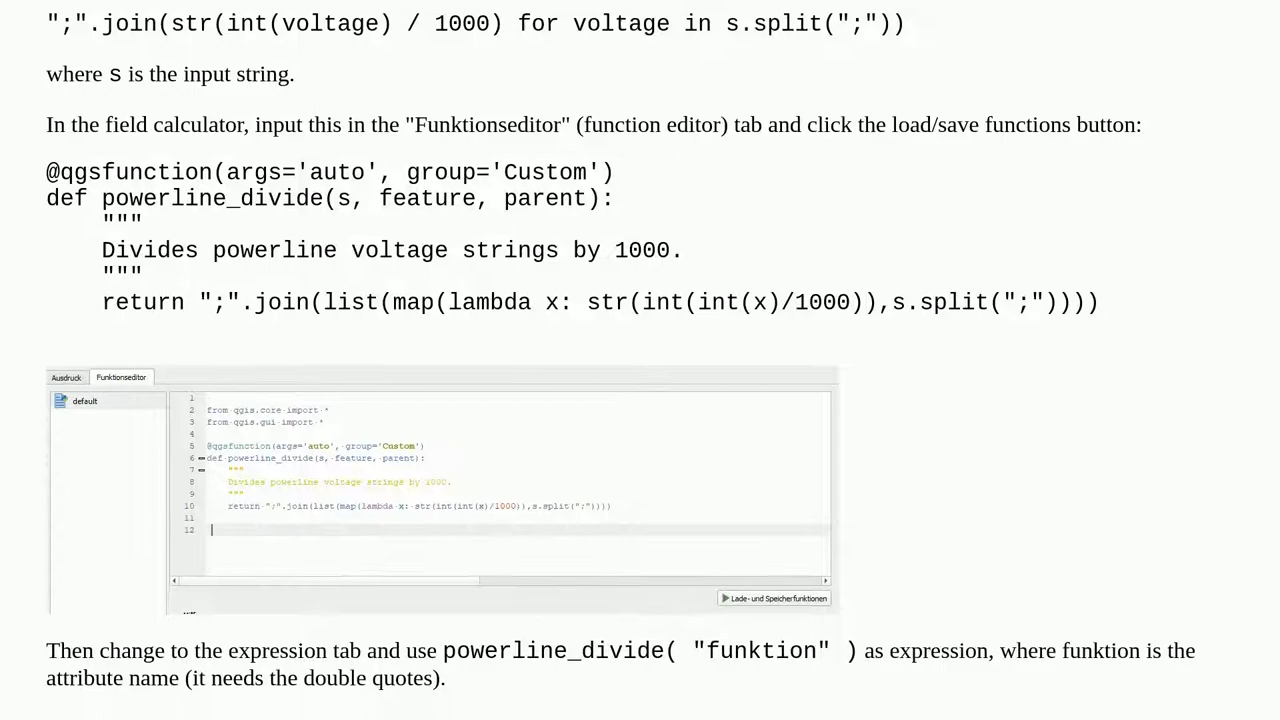 ";".join(str(int(voltage) / 1000) for voltage in s.split(";"))
where s is the input string.
In the field calculator, input this in the "Funktionseditor" (function editor) tab and click the load/save functions button:
@qgsfunction(args='auto', group='Custom')
def powerline_divide(s, feature, parent):
    """
    Divides powerline voltage strings by 1000.
    """
    return ";".join(list(map(lambda x: str(int(int(x)/1000)),s.split(";"))))
Ausdruck Funktionseditor
default
1
2 from qgis.core import *
3 from qgis.gui import *
4
5 @qgsfunction(args='auto', group='Custom')
6 def powerline_divide(s, feature, parent):
7     """
8     Divides powerline voltage strings by 1000.
9     """
10     return ";".join(list(map(lambda x: str(int(int(x)/1000)),s.split(";"))))
11
12
Lade- und Speicherfunktionen
Then change to the expression tab and use powerline_divide( "funktion" ) as expression, where funktion is the
attribute name (it needs the double quotes).